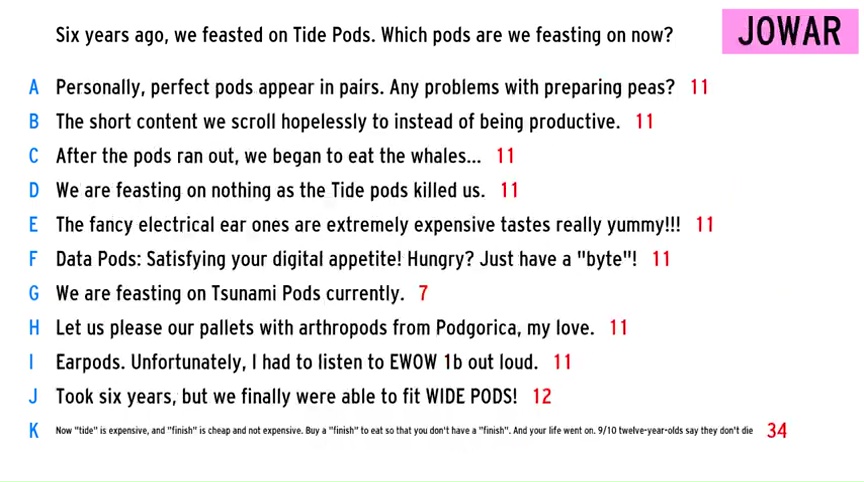 Six years ago, we feasted on Tide Pods. Which pods are we feasting on now?
JOWAR
A Personally, perfect pods appear in pairs. Any problems with preparing peas? 11
B The short content we scroll hopelessly to instead of being productive. 11
C After the pods ran out, we began to eat the whales... 11
D We are feasting on nothing as the Tide pods killed us. 11
E The fancy electrical ear ones are extremely expensive tastes really yummy!!! 11
F Data Pods: Satisfying your digital appetite! Hungry? Just have a "byte"! 11
G We are feasting on Tsunami Pods currently. 7
H Let us please our pallets with arthropods from Podgorica, my love. 11
I Earpods. Unfortunately, I had to listen to EWOW 1b out loud. 11
J Took six years, but we finally were able to fit WIDE PODS! 12
K Now "tide" is expensive, and "finish" is cheap and not expensive. Buy a "finish" to eat so that you don't have a "finish". And your life went on. 9/10 twelve-year-olds say they don't die 34